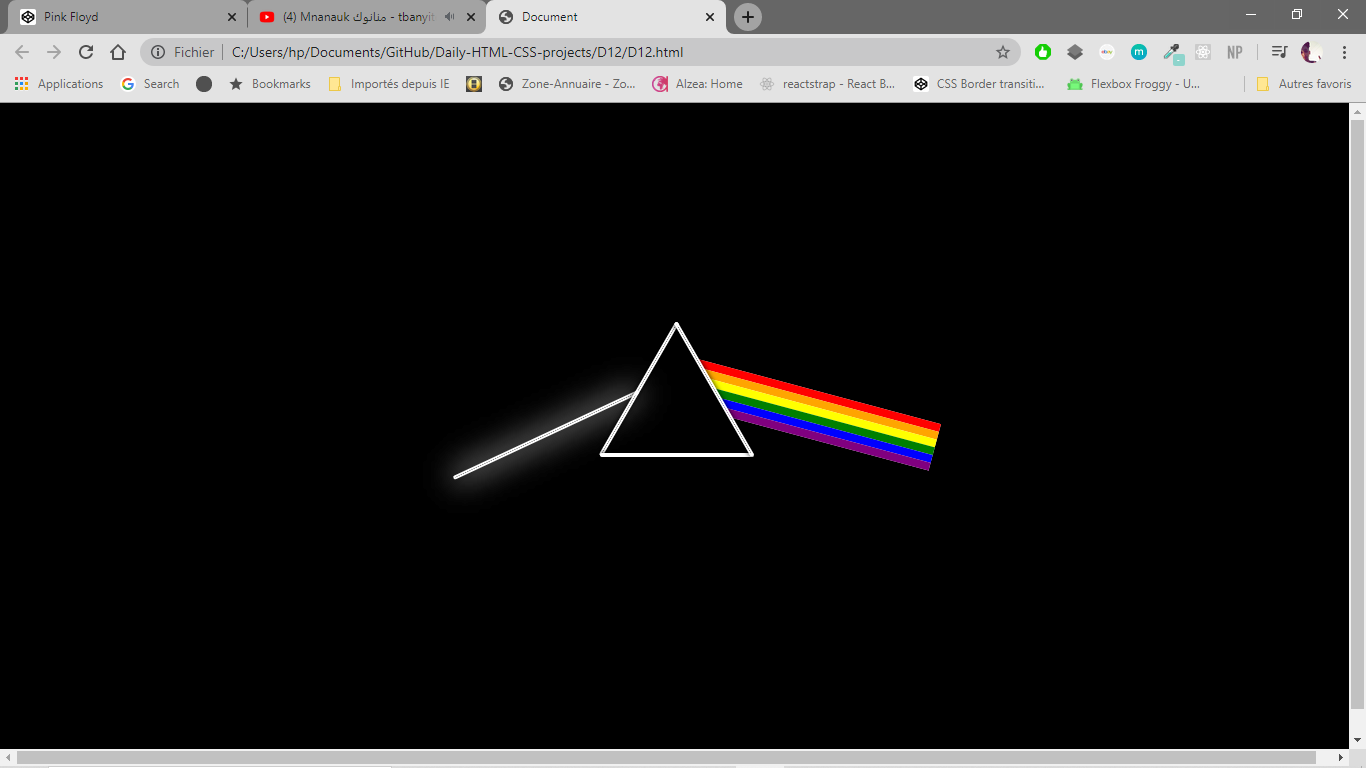 Pink Floyd
(4) Mnanauk منانوك - tbanyit
Document
Fichier C:/Users/hp/Documents/GitHub/Daily-HTML-CSS-projects/D12/D12.html ebay m NP
Applications Search Bookmarks Importés depuis IE Zone-Annuaire - Zo... Alzea: Home reactstrap - React B... CSS Border transiti... Flexbox Froggy - U... Autres favoris